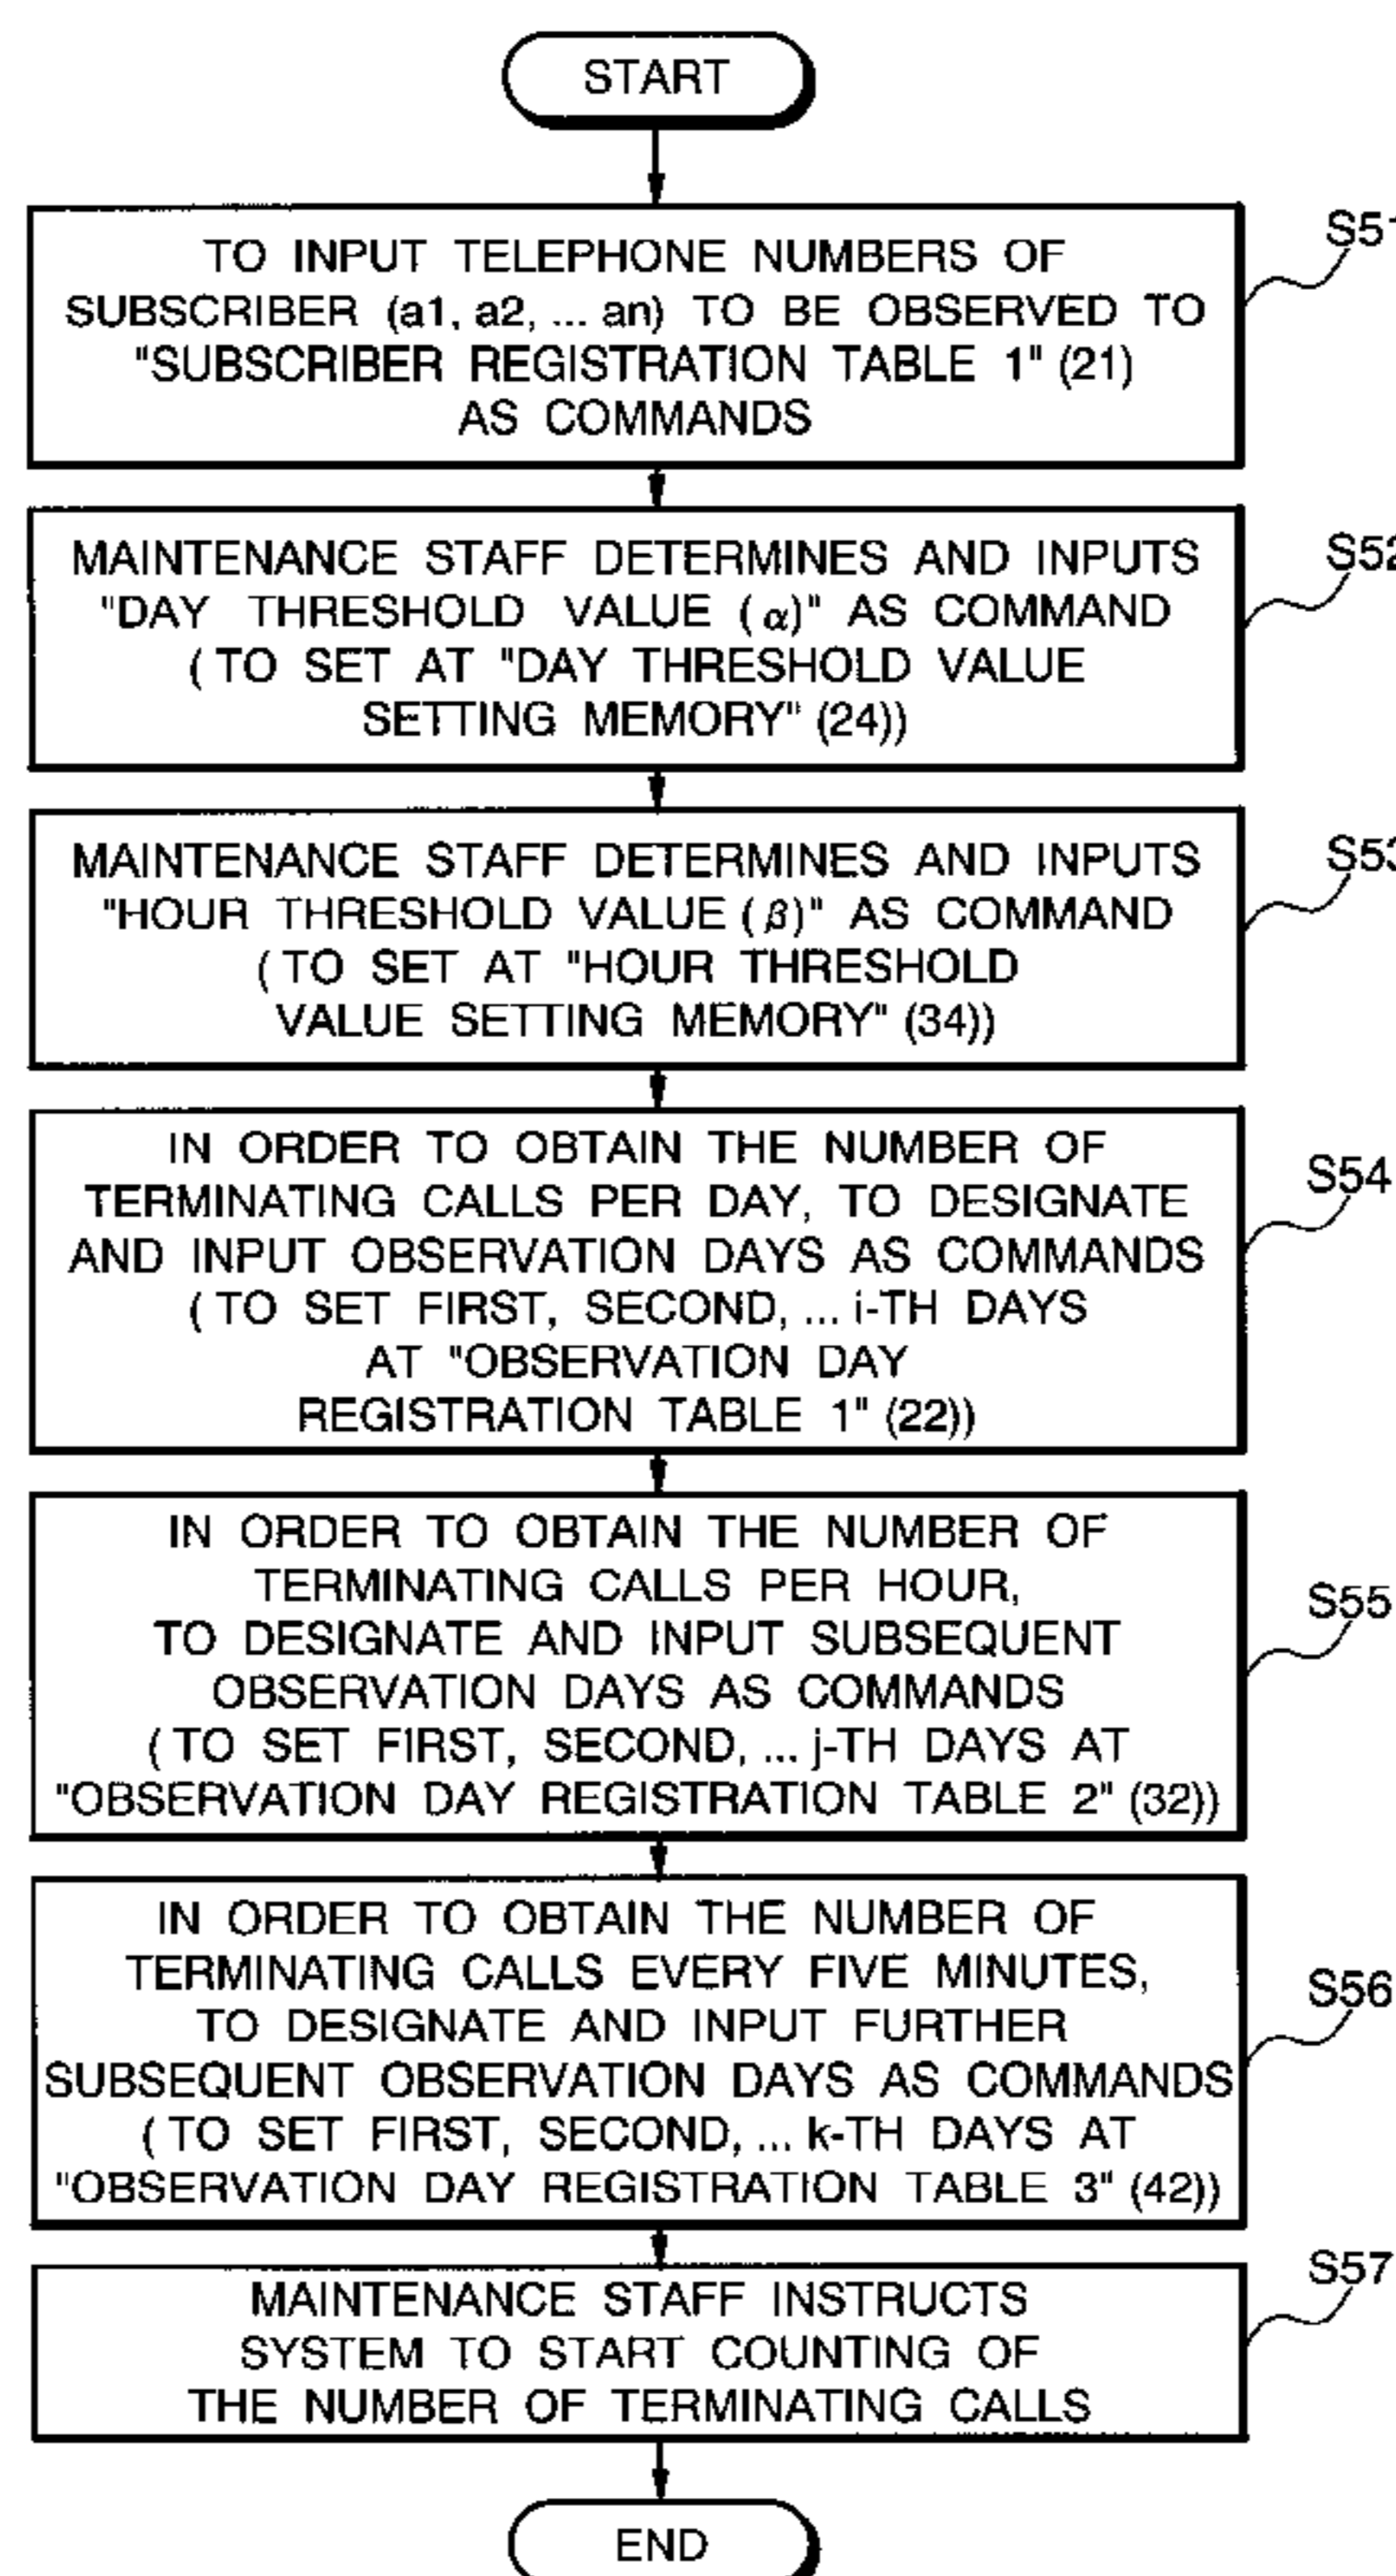 START
TO INPUT TELEPHONE NUMBERS OF
SUBSCRIBER (a1, a2, ... an) TO BE OBSERVED TO
"SUBSCRIBER REGISTRATION TABLE 1" (21)
AS COMMANDS
S51
MAINTENANCE STAFF DETERMINES AND INPUTS
"DAY THRESHOLD VALUE (α)" AS COMMAND
(TO SET AT "DAY THRESHOLD VALUE
SETTING MEMORY" (24))
S52
MAINTENANCE STAFF DETERMINES AND INPUTS
"HOUR THRESHOLD VALUE (β)" AS COMMAND
(TO SET AT "HOUR THRESHOLD
VALUE SETTING MEMORY" (34))
S53
IN ORDER TO OBTAIN THE NUMBER OF
TERMINATING CALLS PER DAY, TO DESIGNATE
AND INPUT OBSERVATION DAYS AS COMMANDS
(TO SET FIRST, SECOND, ... i-TH DAYS
AT "OBSERVATION DAY
REGISTRATION TABLE 1" (22))
S54
IN ORDER TO OBTAIN THE NUMBER OF
TERMINATING CALLS PER HOUR,
TO DESIGNATE AND INPUT SUBSEQUENT
OBSERVATION DAYS AS COMMANDS
(TO SET FIRST, SECOND, ... j-TH DAYS AT
"OBSERVATION DAY REGISTRATION TABLE 2" (32))
S55
IN ORDER TO OBTAIN THE NUMBER OF
TERMINATING CALLS EVERY FIVE MINUTES,
TO DESIGNATE AND INPUT FURTHER
SUBSEQUENT OBSERVATION DAYS AS COMMANDS
(TO SET FIRST, SECOND, ... k-TH DAYS AT
"OBSERVATION DAY REGISTRATION TABLE 3" (42))
S56
MAINTENANCE STAFF INSTRUCTS
SYSTEM TO START COUNTING OF
THE NUMBER OF TERMINATING CALLS
S57
END